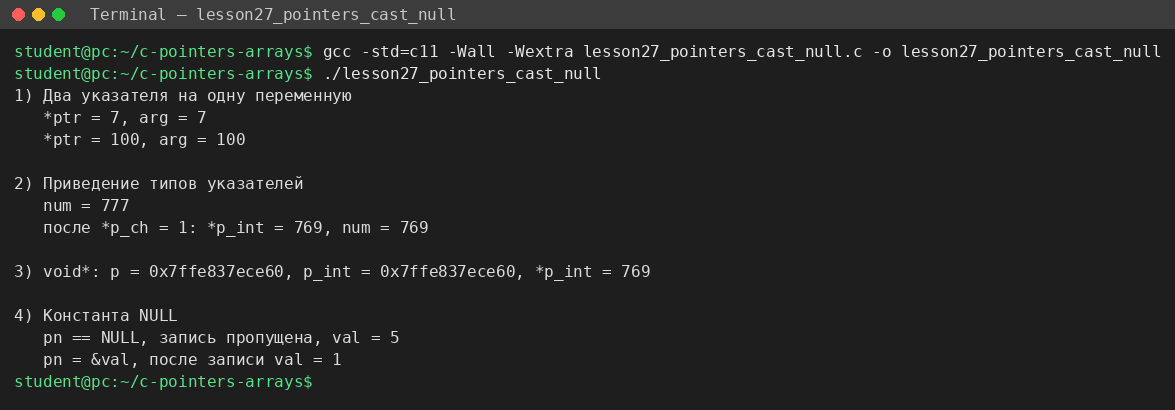 Terminal — lesson27_pointers_cast_null
student@pc:~/c-pointers-arrays$ gcc -std=c11 -Wall -Wextra lesson27_pointers_cast_null.c -o lesson27_pointers_cast_null
student@pc:~/c-pointers-arrays$ ./lesson27_pointers_cast_null
1) Два указателя на одну переменную
   *ptr = 7, arg = 7
   *ptr = 100, arg = 100
2) Приведение типов указателей
   num = 777
   после *p_ch = 1: *p_int = 769, num = 769
3) void*: p = 0x7ffe837ece60, p_int = 0x7ffe837ece60, *p_int = 769
4) Константа NULL
   pn == NULL, запись пропущена, val = 5
   pn = &val, после записи val = 1
student@pc:~/c-pointers-arrays$